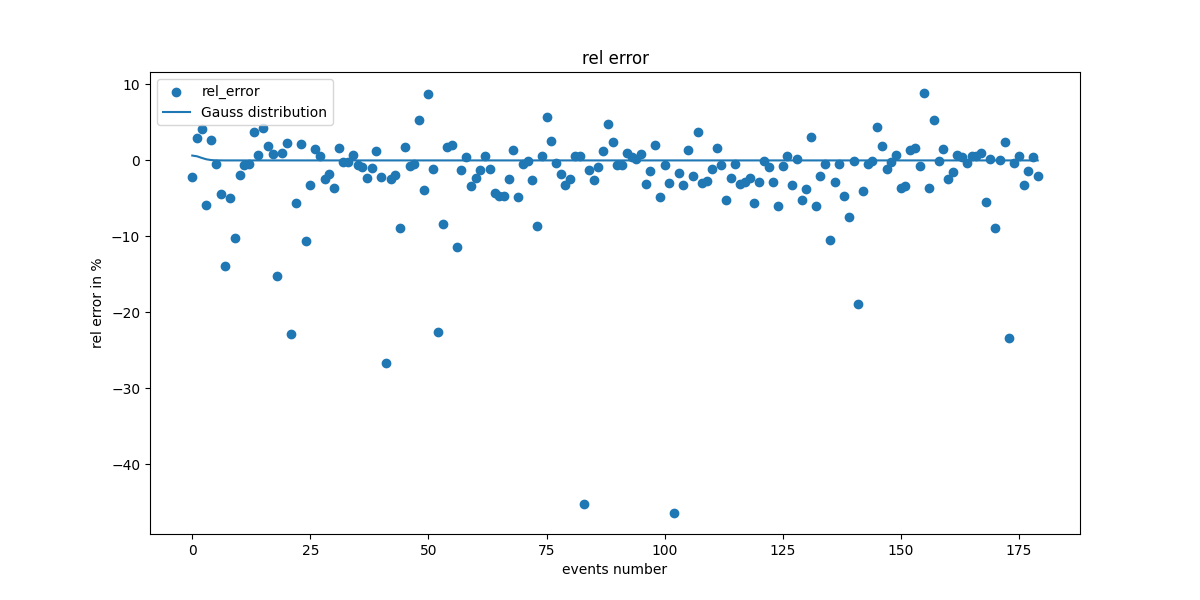 rel error
rel_error
Gauss distribution
10
0
−10
−20
−30
−40
rel error in %
0
25
50
75
100
125
150
175
events number